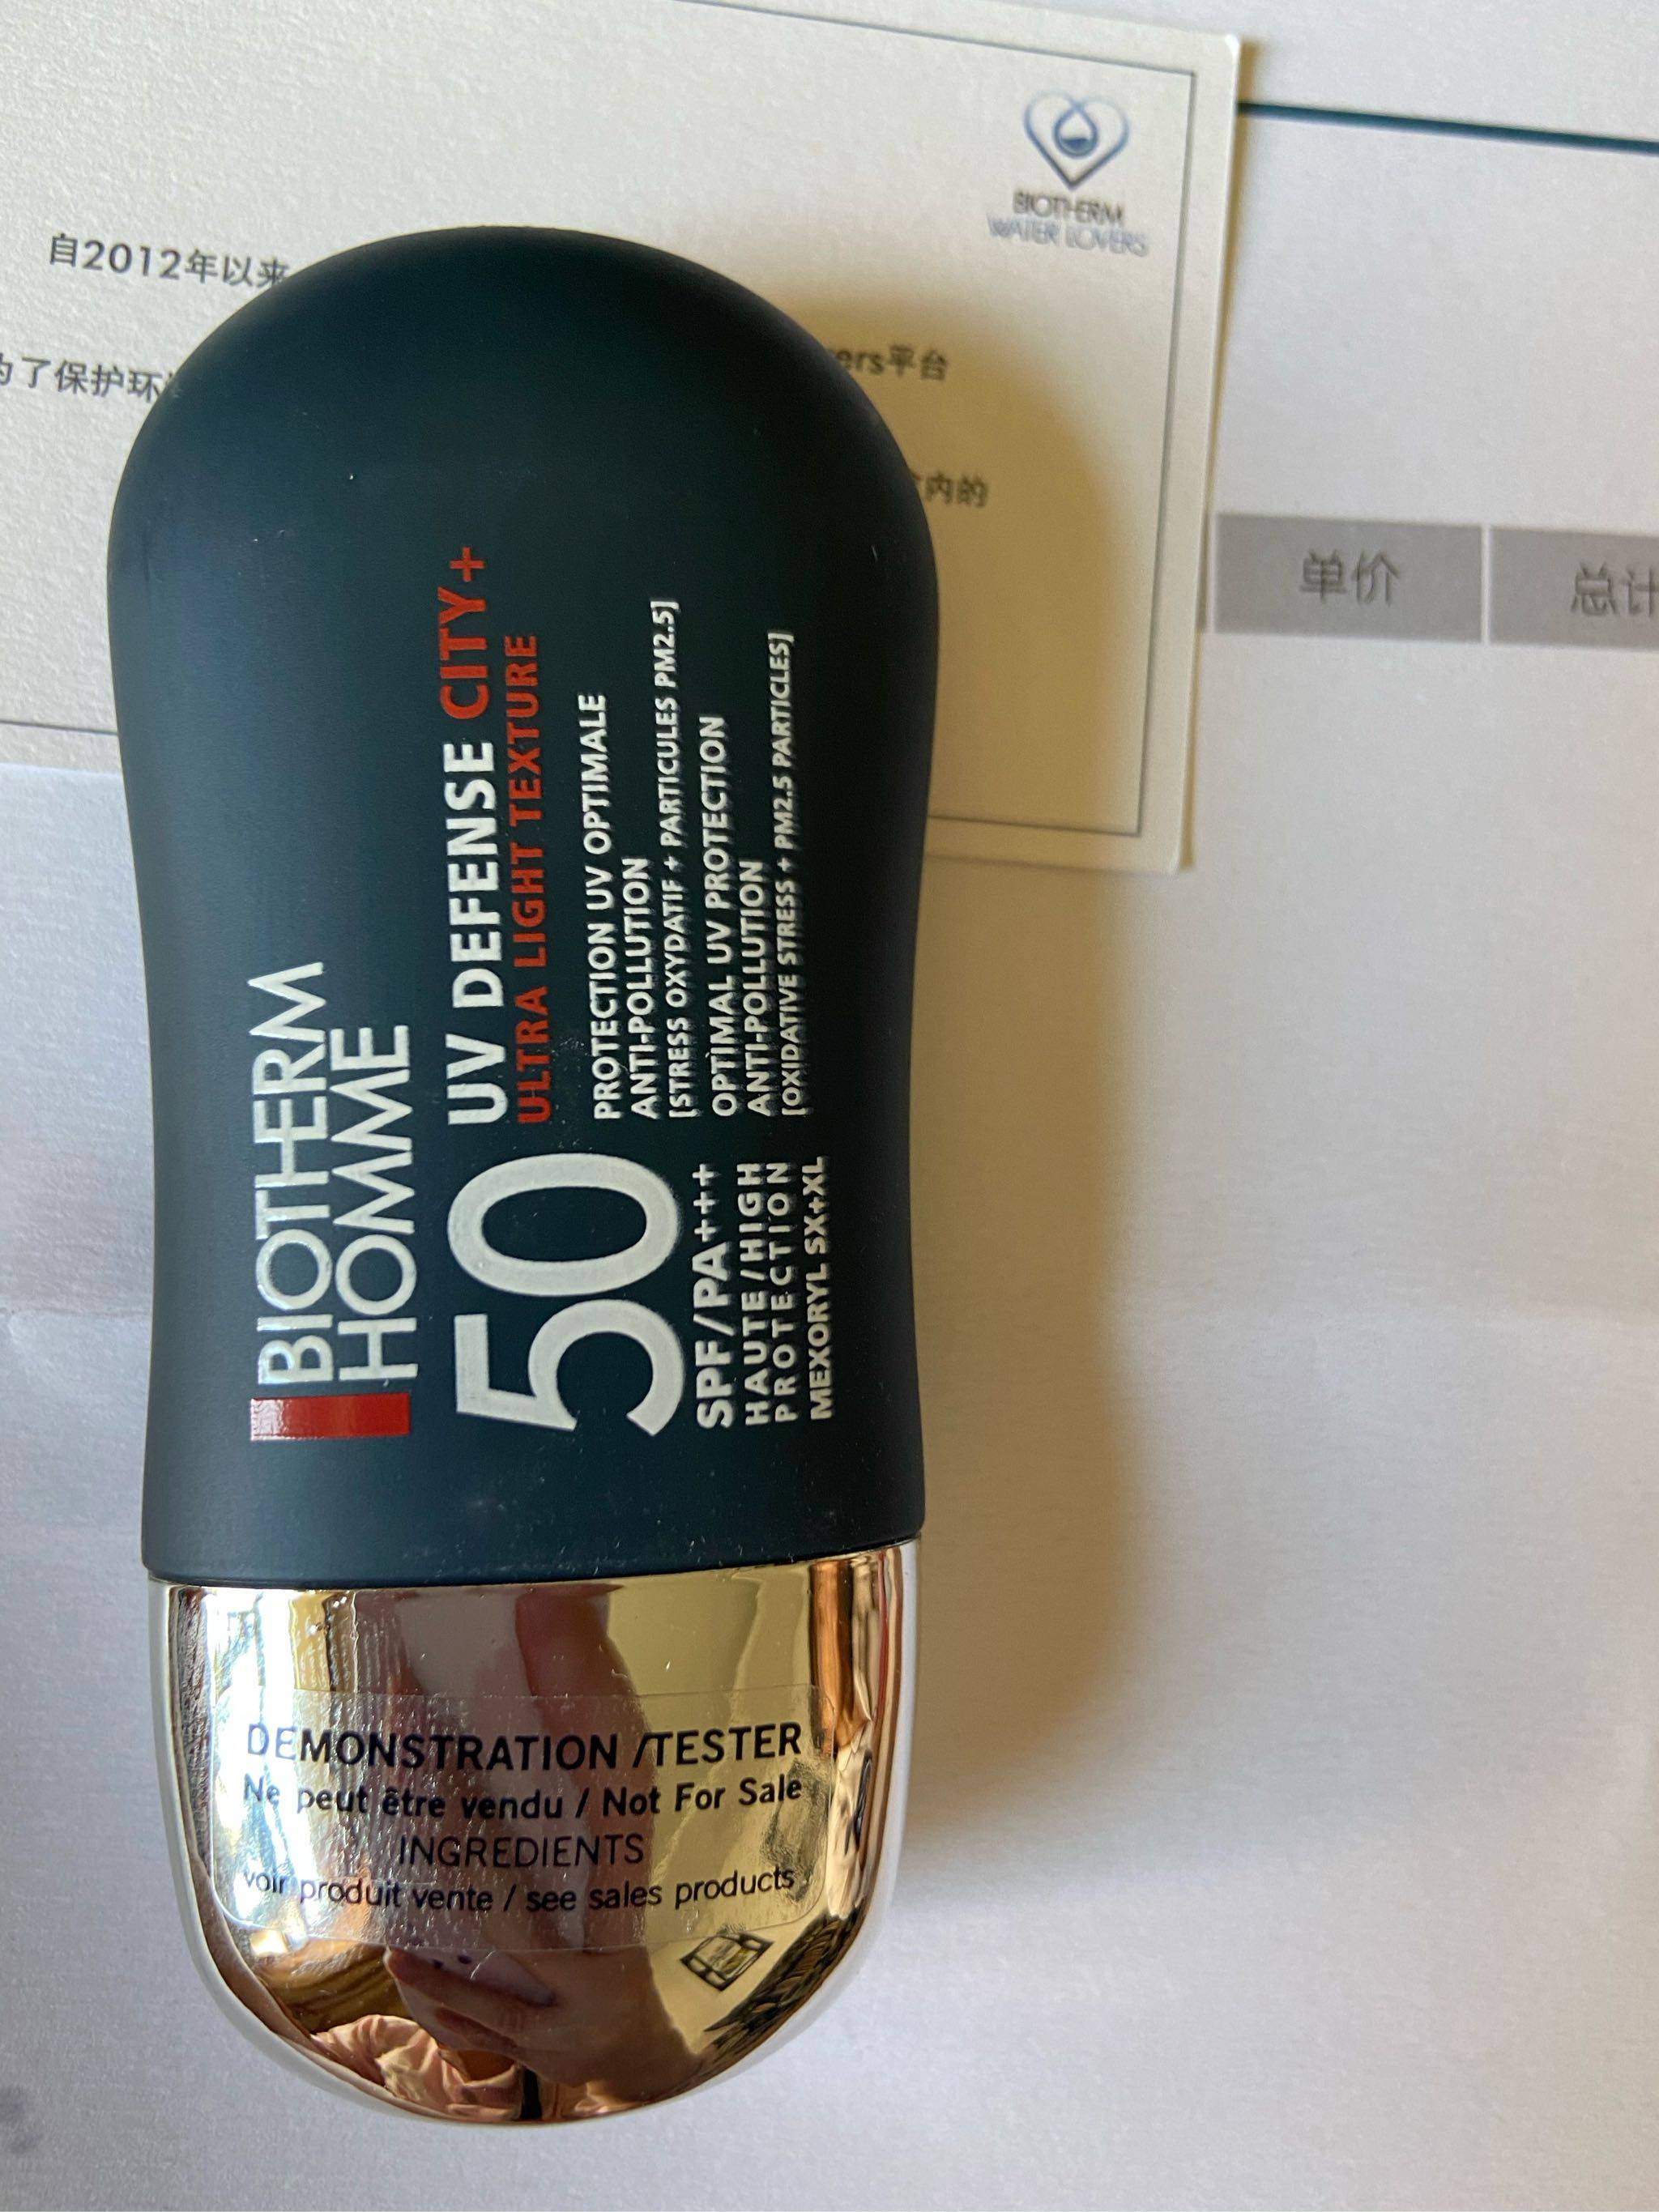 BIOTHERM
WATER LOVERS
自2012年以来
为了保护环
ers平台
内的
单价
总计
BIOTHERM
HOMME
50
SPF/PA+++
HAUTE/HIGH
PROTECTION
MEXORYL SX+XL
UV DEFENSE CITY+
ULTRA LIGHT TEXTURE
PROTECTION UV OPTIMALE
ANTI-POLLUTION
[STRESS OXYDATIF + PARTICULES PM2.5]
OPTIMAL UV PROTECTION
ANTI-POLLUTION
[OXIDATIVE STRESS + PM2.5 PARTICLES]
DEMONSTRATION /TESTER
Ne peut être vendu / Not For Sale
INGREDIENTS
voir produit vente / see sales products